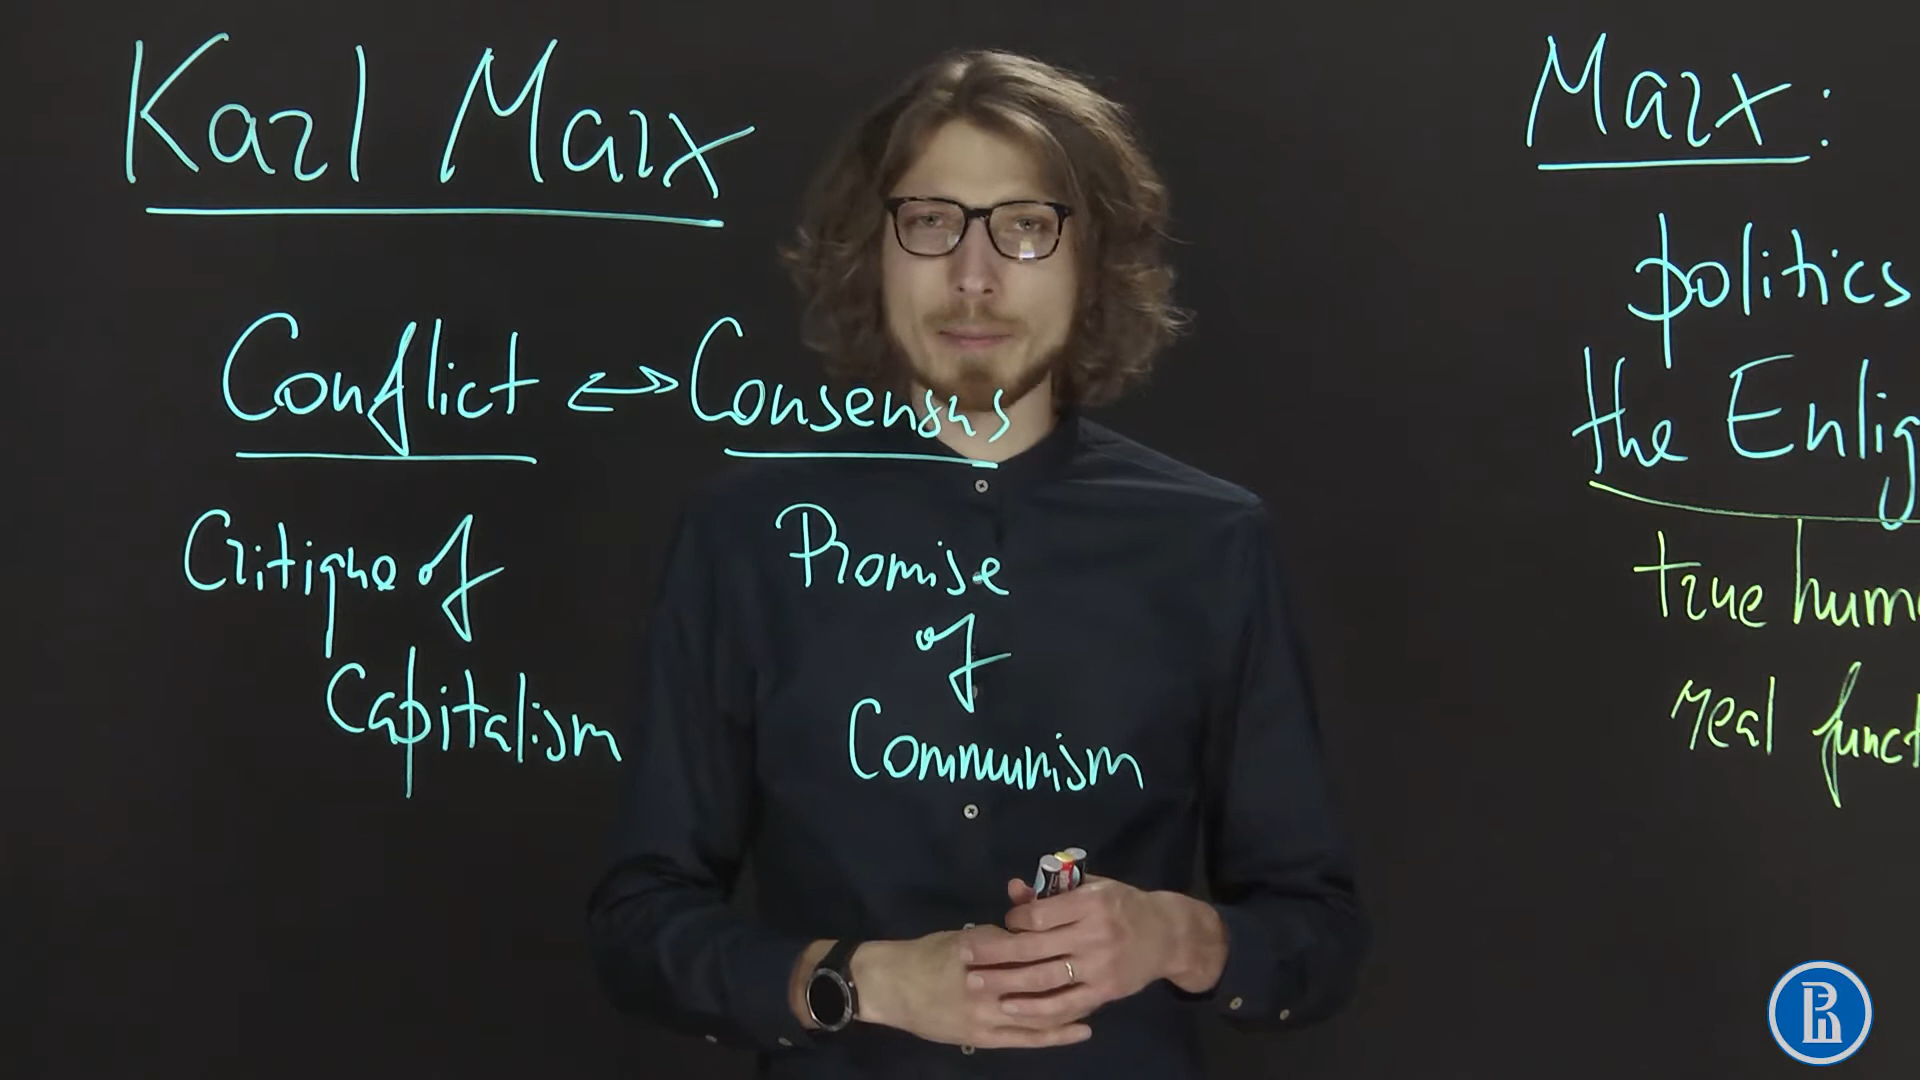 Karl Marx
Conflict ↔ Consensus
Critique of
Capitalism
Promise
of
Communism
Marx:
politics
the Enlig
true huma
real funct